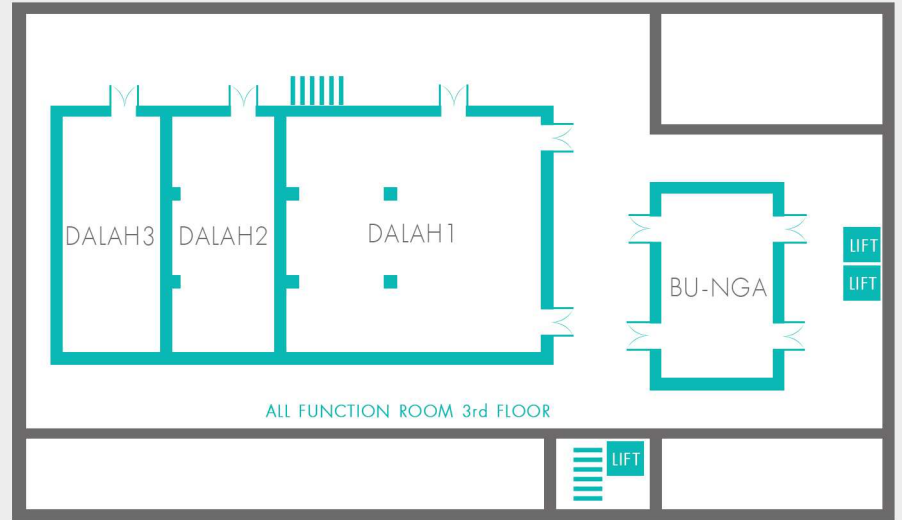 DALAH3
DALAH2
DALAH1
BU-NGA
LIFT
LIFT
ALL FUNCTION ROOM 3rd FLOOR
LIFT